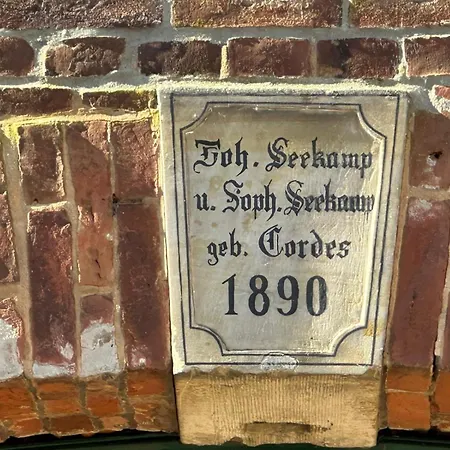 Joh. Seekamp
u. Soph. Seekamp
geb. Cordes
1890